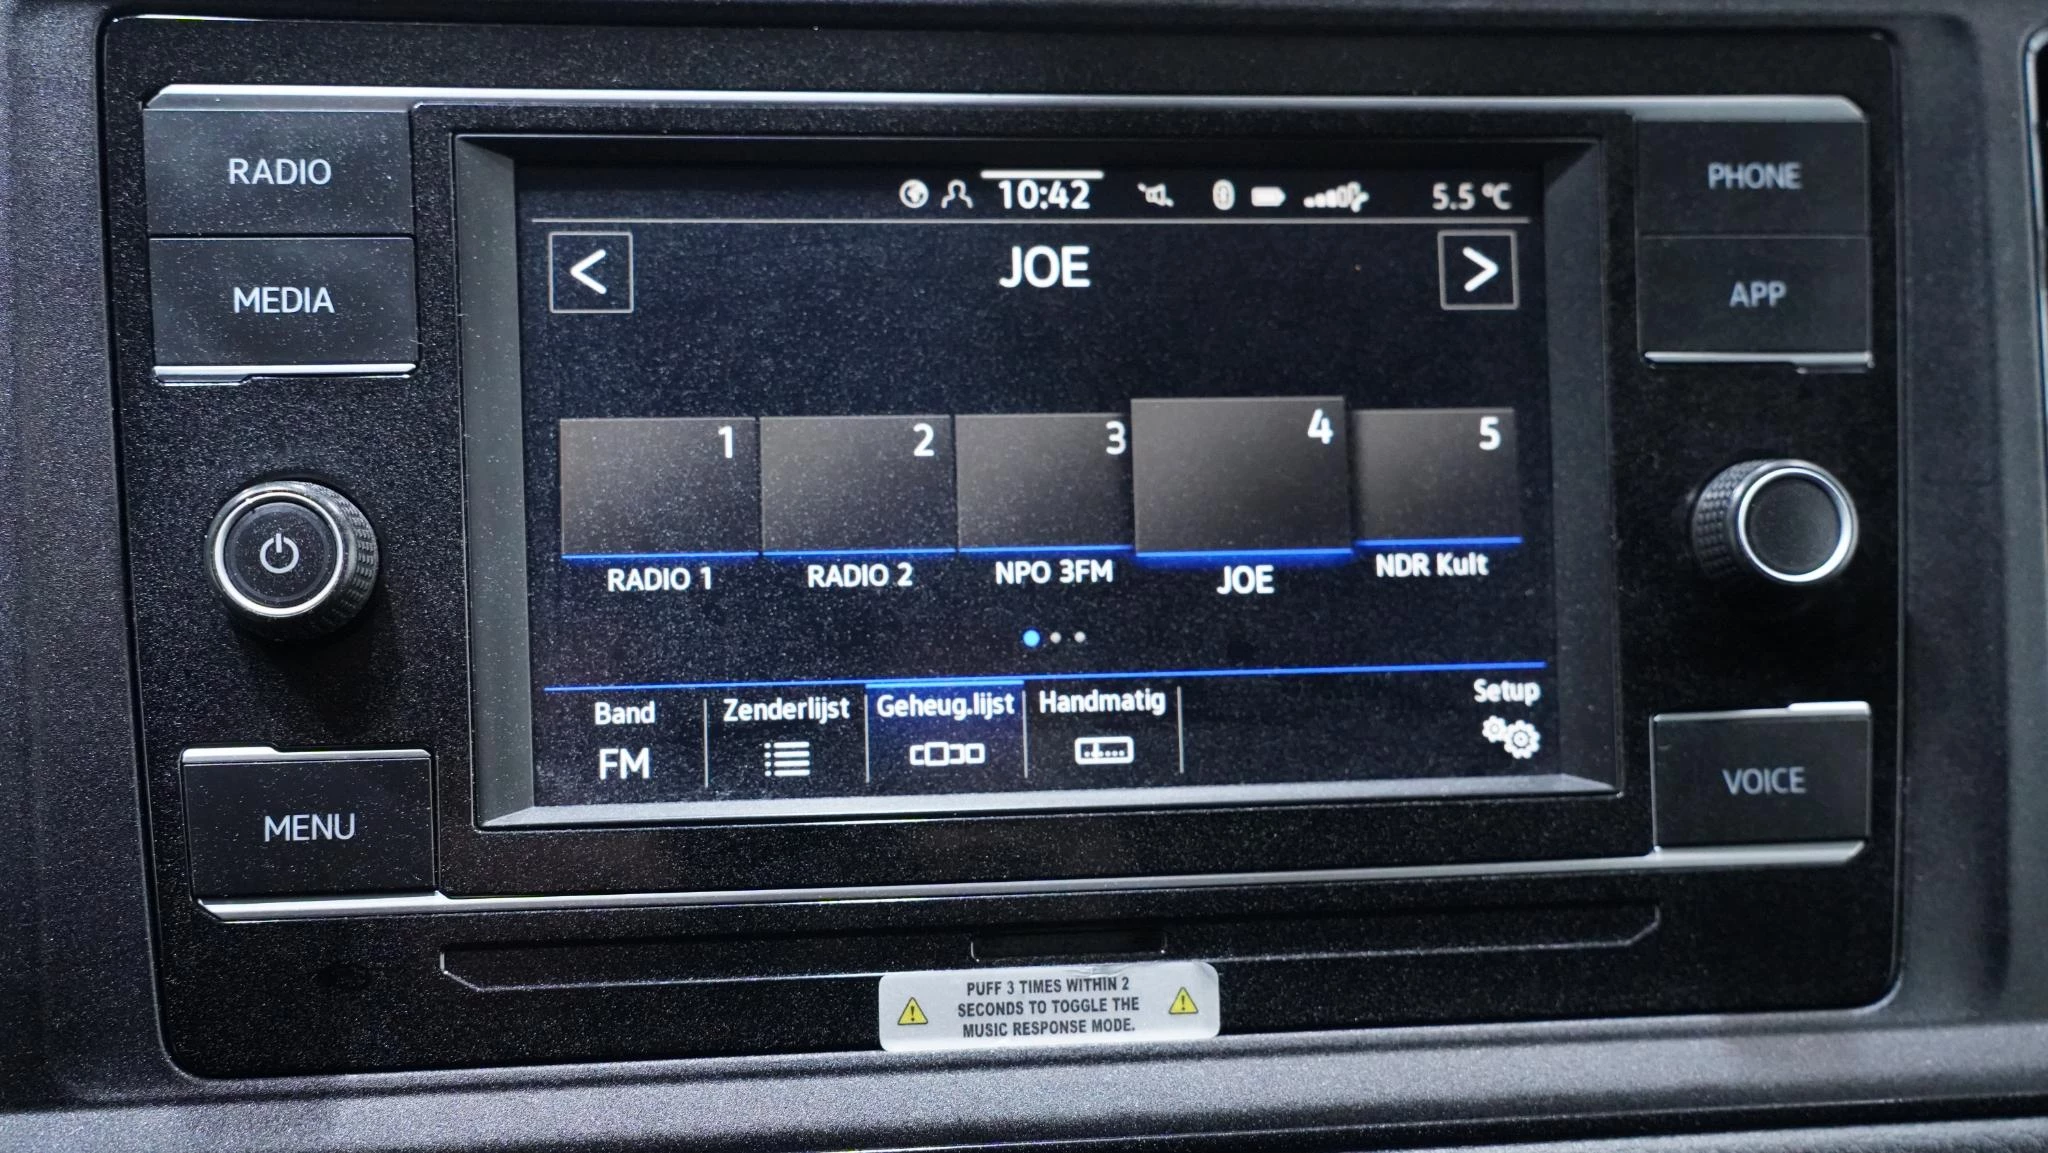 RADIO
MEDIA
MENU
10:42
5.5 °C
<
JOE
>
1
2
3
4
5
RADIO 1
RADIO 2
NPO 3FM
JOE
NDR Kult
Band
FM
Zenderlijst
Geheug.lijst
Handmatig
Setup
PHONE
APP
VOICE
PUFF 3 TIMES WITHIN 2
SECONDS TO TOGGLE THE
MUSIC RESPONSE MODE.